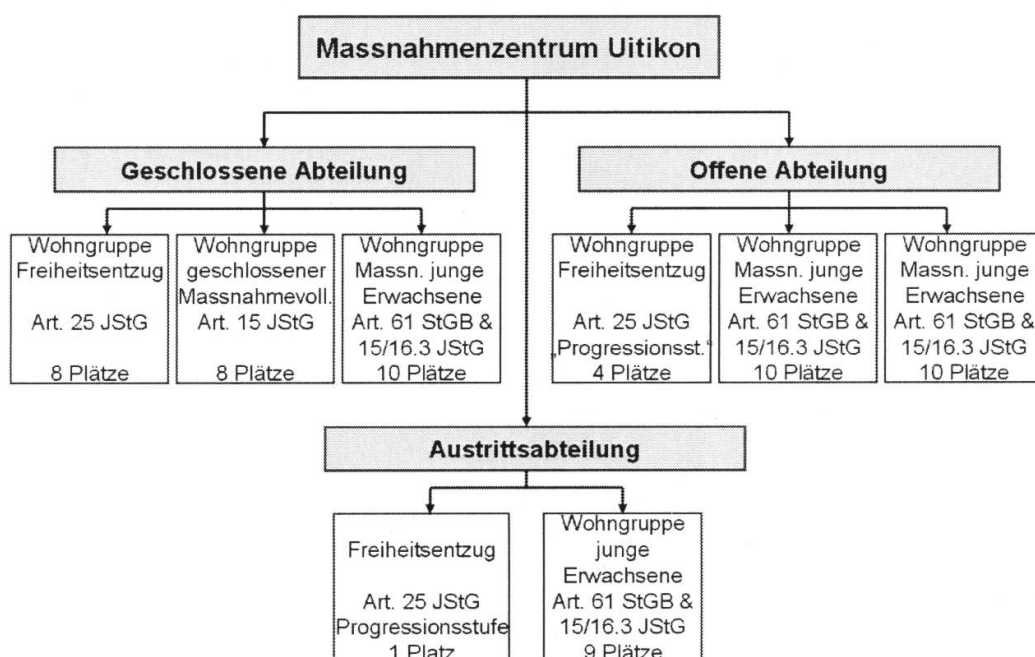 Massnahmenzentrum Uitikon
Geschlossene Abteilung
Offene Abteilung
Wohngruppe
Freiheitsentzug
Art. 25 JStG
8 Plätze
Wohngruppe
geschlossener
Massnahmevoll.
Art. 15 JStG
8 Plätze
Wohngruppe
Massn. junge
Erwachsene
Art. 61 StGB &
15/16.3 JStG
10 Plätze
Wohngruppe
Freiheitsentzug
Art. 25 JStG
„Progressionsst.“
4 Plätze
Wohngruppe
Massn. junge
Erwachsene
Art. 61 StGB &
15/16.3 JStG
10 Plätze
Wohngruppe
Massn. junge
Erwachsene
Art. 61 StGB &
15/16.3 JStG
10 Plätze
Austrittsabteilung
Freiheitsentzug
Art. 25 JStG
Progressionsstufe
1 Platz
Wohngruppe
junge
Erwachsene
Art. 61 StGB &
15/16.3 JStG
9 Plätze